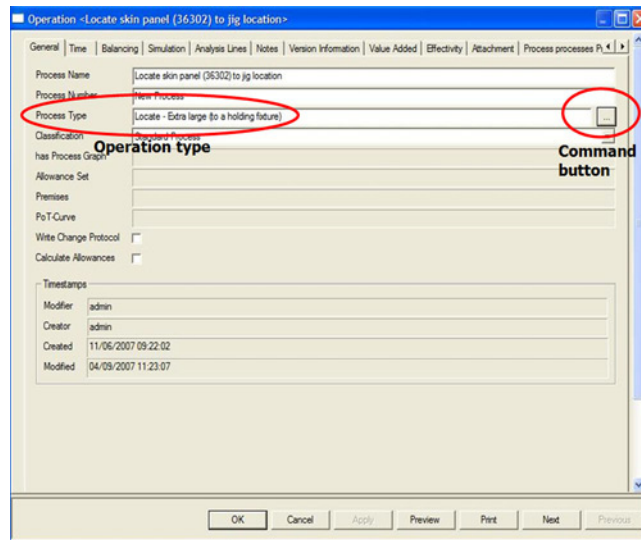 Operation <Locate skin panel (36302) to jig location>
General Time Balancing Simulation Analysis Lines Notes Version Information Value Added Effectivity Attachment Process processes
Process Name Locate skin panel (36302) to jig location
Process Number New Process
Process Type Locate - Extra large (to a holding fixture) ...
Classification Standard Process
Operation type
Command
button
has Process Graph
Allowance Set
Premises
PoT-Curve
Write Change Protocol
Calculate Allowances
Timestamps
Modifier admin
Creator admin
Created 11/06/2007 09:22:02
Modified 04/09/2007 11:23:07
OK Cancel Apply Preview Print Next Previous